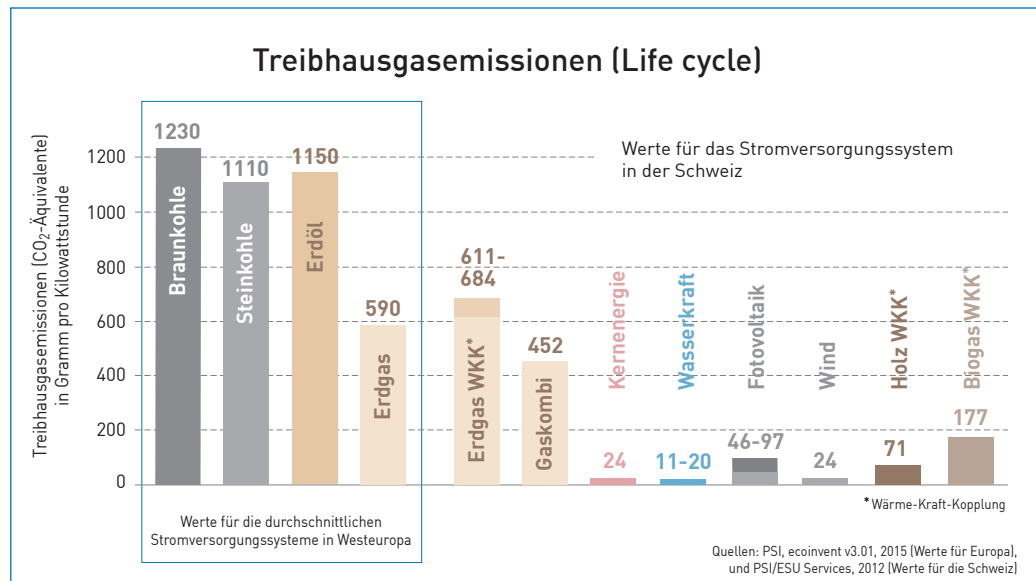 Treibhausgasemissionen (Life cycle)
Treibhausgasemissionen (CO₂-Äquivalente)
in Gramm pro Kilowattstunde
1200
1000
800
600
400
200
0
1230
Braunkohle
1110
Steinkohle
1150
Erdöl
590
Erdgas
Werte für die durchschnittlichen
Stromversorgungssysteme in Westeuropa
Werte für das Stromversorgungssystem
in der Schweiz
611-
684
Erdgas WKK*
452
Gaskombi
Kernenergie
24
Wasserkraft
11-20
Fotovoltaik
46-97
Wind
24
Holz WKK*
71
Biogas WKK*
177
* Wärme-Kraft-Kopplung
Quellen: PSI, ecoinvent v3.01, 2015 (Werte für Europa),
und PSI/ESU Services, 2012 (Werte für die Schweiz)